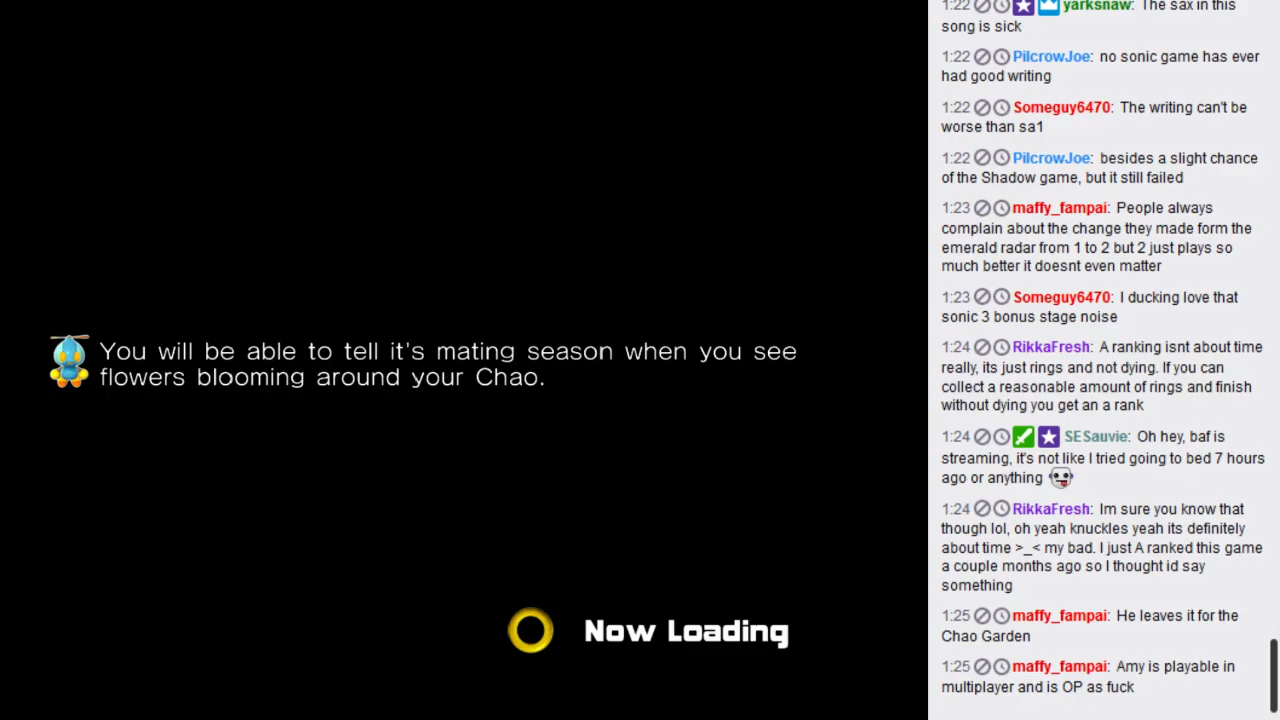 You will be able to tell it's mating season when you see
flowers blooming around your Chao.
Now Loading
1:22 yarksnaw: The sax in this
song is sick
1:22 PilcrowJoe: no sonic game has ever
had good writing
1:22 Someguy6470: The writing can't be
worse than sa1
1:22 PilcrowJoe: besides a slight chance
of the Shadow game, but it still failed
1:23 maffy_fampai: People always
complain about the change they made form the
emerald radar from 1 to 2 but 2 just plays so
much better it doesnt even matter
1:23 Someguy6470: I ducking love that
sonic 3 bonus stage noise
1:24 RikkaFresh: A ranking isnt about time
really, its just rings and not dying. If you can
collect a reasonable amount of rings and finish
without dying you get an a rank
1:24 SESauvie: Oh hey, baf is
streaming, it's not like I tried going to bed 7 hours
ago or anything
1:24 RikkaFresh: Im sure you know that
though lol, oh yeah knuckles yeah its definitely
about time >_< my bad. I just A ranked this game
a couple months ago so I thought id say
something
1:25 maffy_fampai: He leaves it for the
Chao Garden
1:25 maffy_fampai: Amy is playable in
multiplayer and is OP as fuck